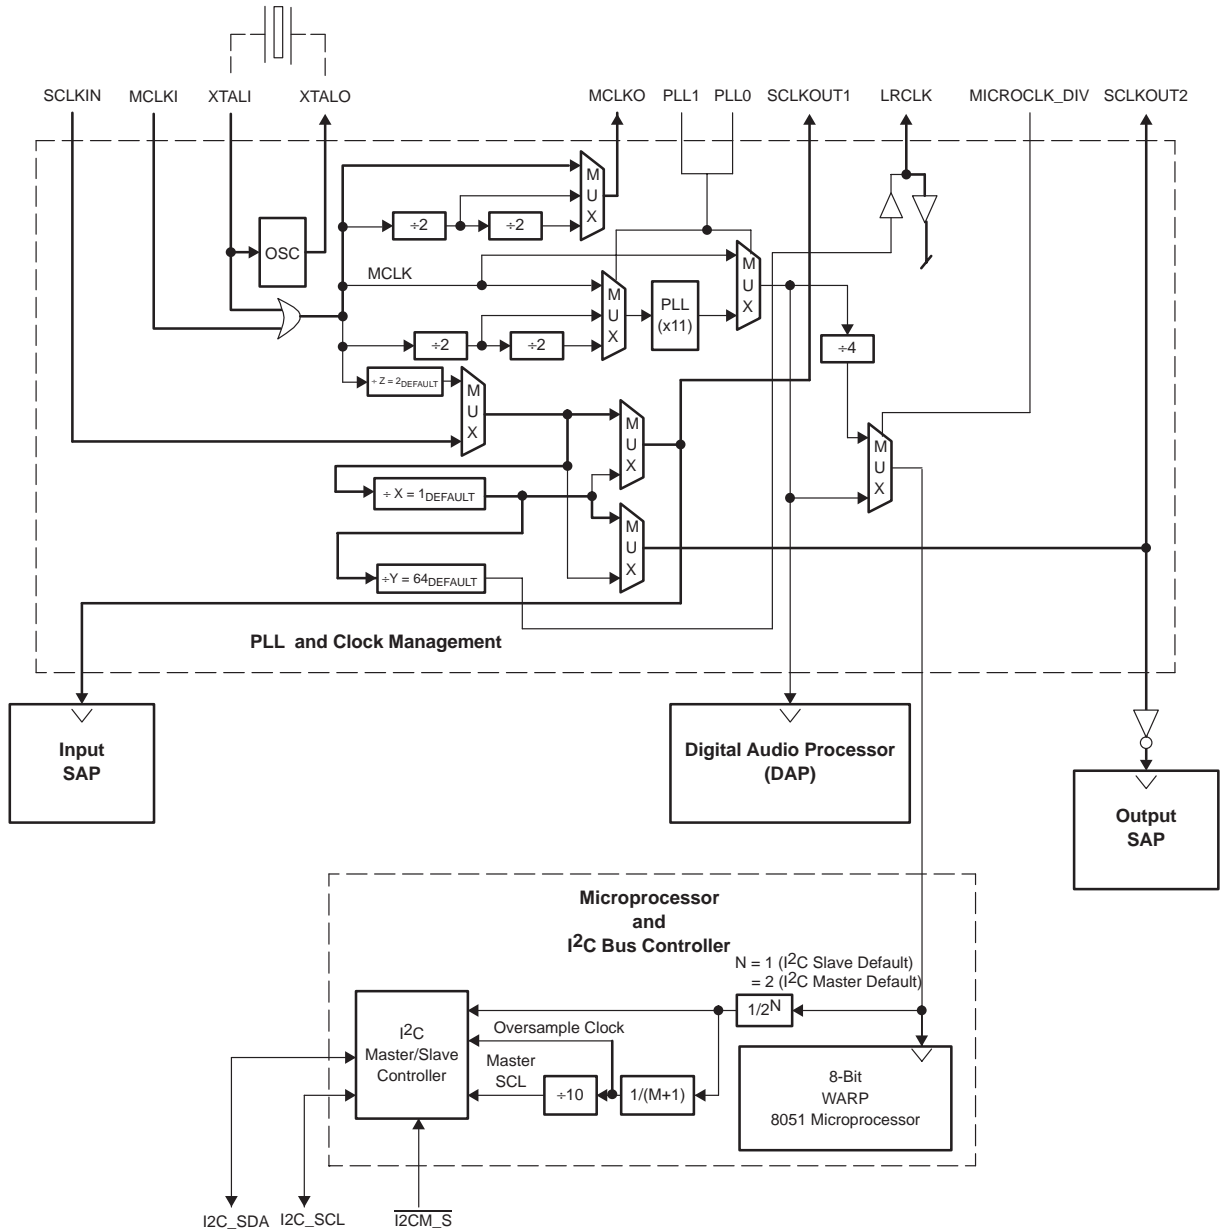 SCLKIN MCLKI XTALI XTALO MCLKO PLL1 PLL0 SCLKOUT1 LRCLK MICROCLK_DIV SCLKOUT2
M
U
X
÷2 ÷2
OSC
MCLK
M
U
X
PLL
(x11)
M
U
X
÷2 ÷2
÷4
÷ Z = 2DEFAULT
M
U
X
M
U
X
M
U
X
÷ X = 1DEFAULT
M
U
X
÷Y = 64DEFAULT
PLL and Clock Management
Input
SAP
Digital Audio Processor
(DAP)
Output
SAP
Microprocessor
and
I2C Bus Controller
N = 1 (I2C Slave Default)
= 2 (I2C Master Default)
1/2N
I2C
Master/Slave
Controller
Oversample Clock
Master
SCL
÷10
1/(M+1)
8-Bit
WARP
8051 Microprocessor
I2C_SDA I2C_SCL I2CM_S